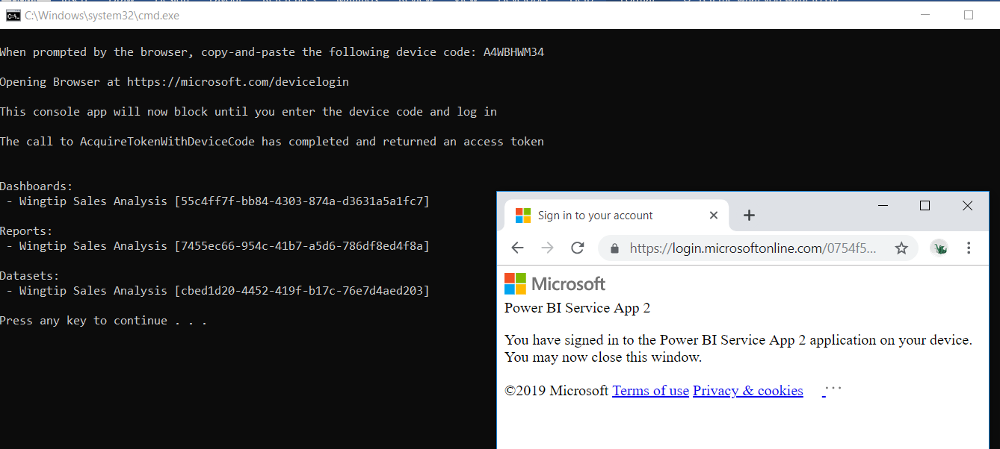 C:\Windows\system32\cmd.exe
When prompted by the browser, copy-and-paste the following device code: A4WBHWM34
Opening Browser at https://microsoft.com/devicelogin
This console app will now block until you enter the device code and log in
The call to AcquireTokenWithDeviceCode has completed and returned an access token
Dashboards:
- Wingtip Sales Analysis [55c4ff7f-bb84-4303-874a-d3631a5a1fc7]
Reports:
- Wingtip Sales Analysis [7455ec66-954c-41b7-a5d6-786df8ed4f8a]
Datasets:
- Wingtip Sales Analysis [cbed1d20-4452-419f-b17c-76e7d4aed203]
Press any key to continue . . .
Sign in to your account
https://login.microsoftonline.com/0754f5...
Microsoft
Power BI Service App 2
You have signed in to the Power BI Service App 2 application on your device.
You may now close this window.
©2019 Microsoft Terms of use Privacy & cookies ...